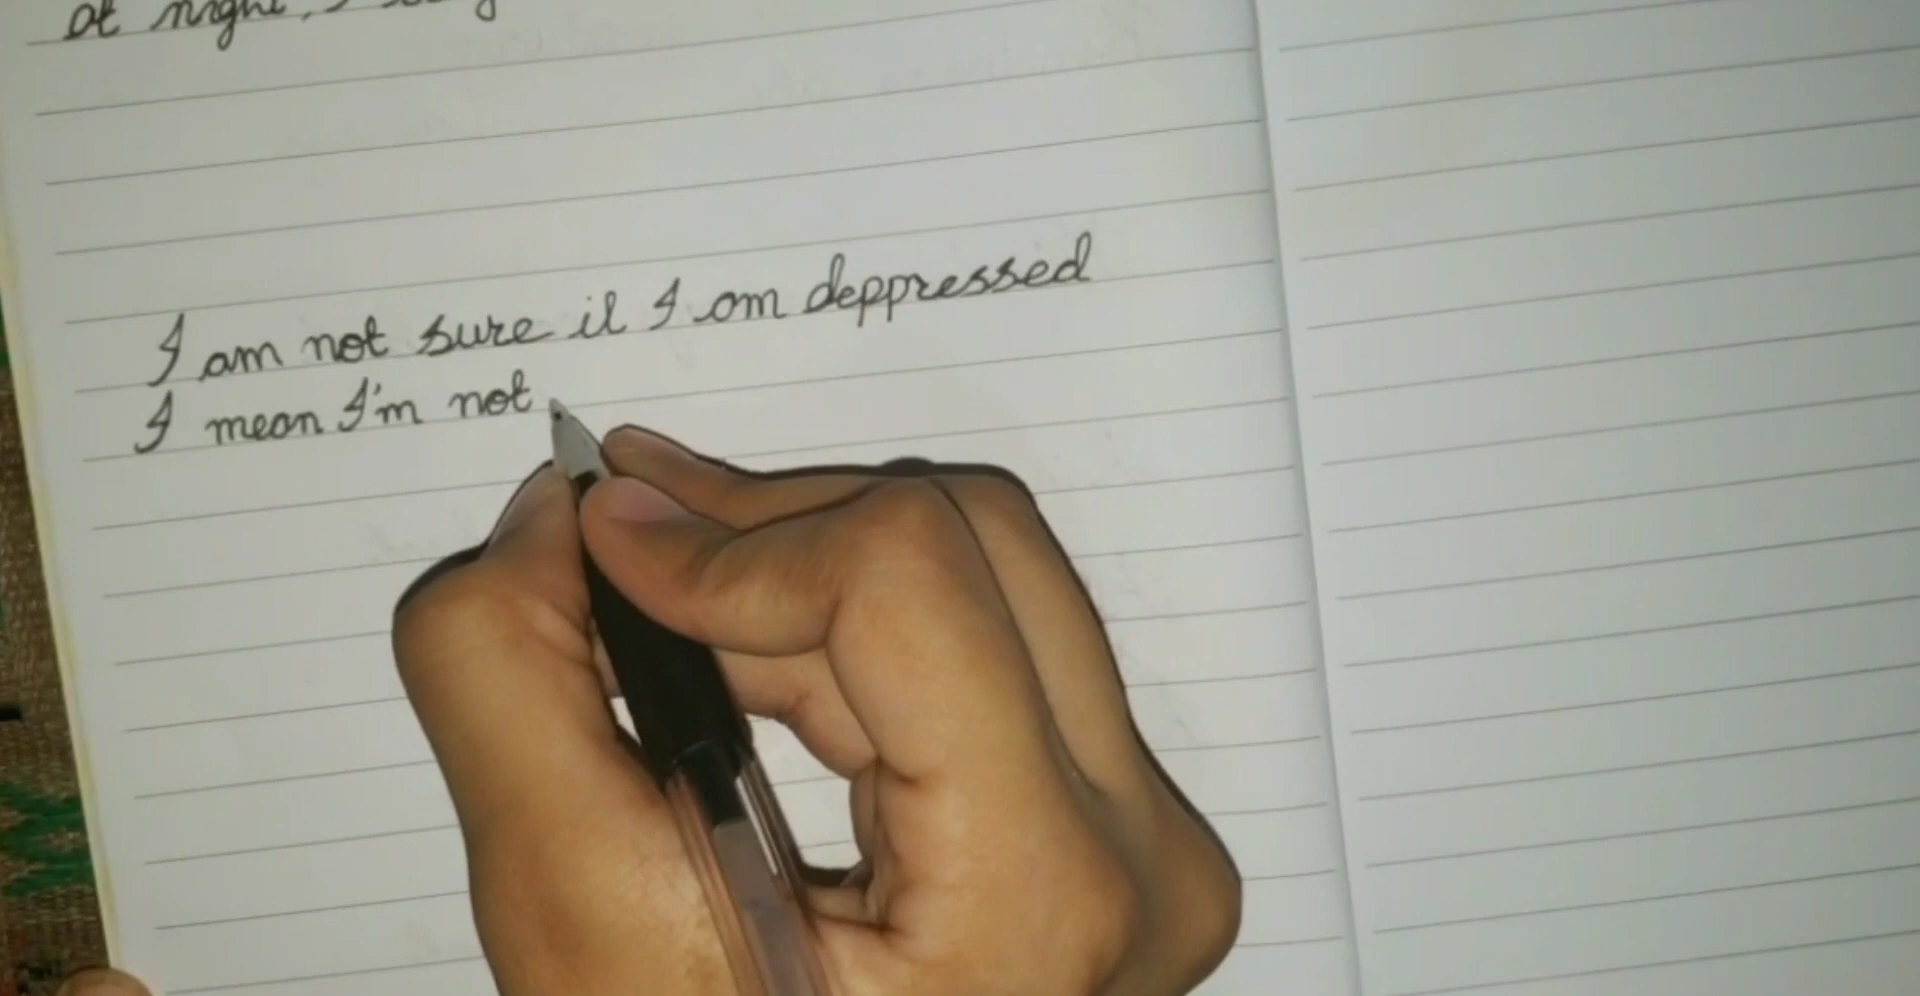 at night, I
I am not sure if I am deppressed
I mean I'm not